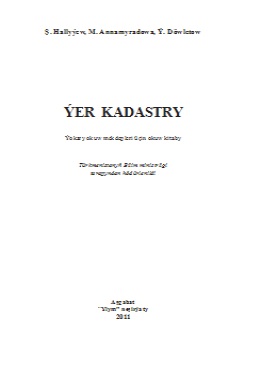 Ş. Hallyýew, M. Annamyradowa, Ý. Döwletow
ÝER KADASTRY
Ýokary okuw mekdepleri üçin okuw kitaby
Türkmenistanyň Bilim ministrligi
tarapyndan hödürlenildi
Aşgabat
"Ylym" neşirýaty
2011